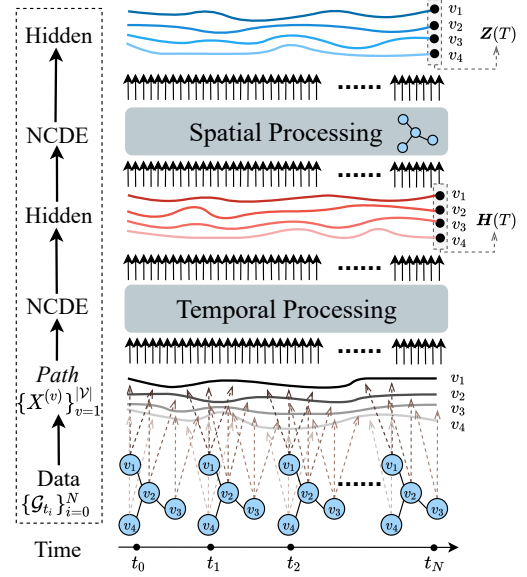 Hidden
v₁
v₂
v₃
v₄
Z(T)
NCDE
Spatial Processing
Hidden
v₁
v₂
v₃
v₄
H(T)
NCDE
Temporal Processing
Path
{X⁽ᵛ⁾}ᵥ₌₁^|𝒱|
v₁
v₂
v₃
v₄
Data
{𝒢_{t_i}}_{i=0}^N
v₁ v₁ v₁ v₁
v₂ v₂ v₂ v₂
v₃ v₃ v₃ v₃
v₄ v₄ v₄ v₄
Time
t₀ t₁ t₂ t_N